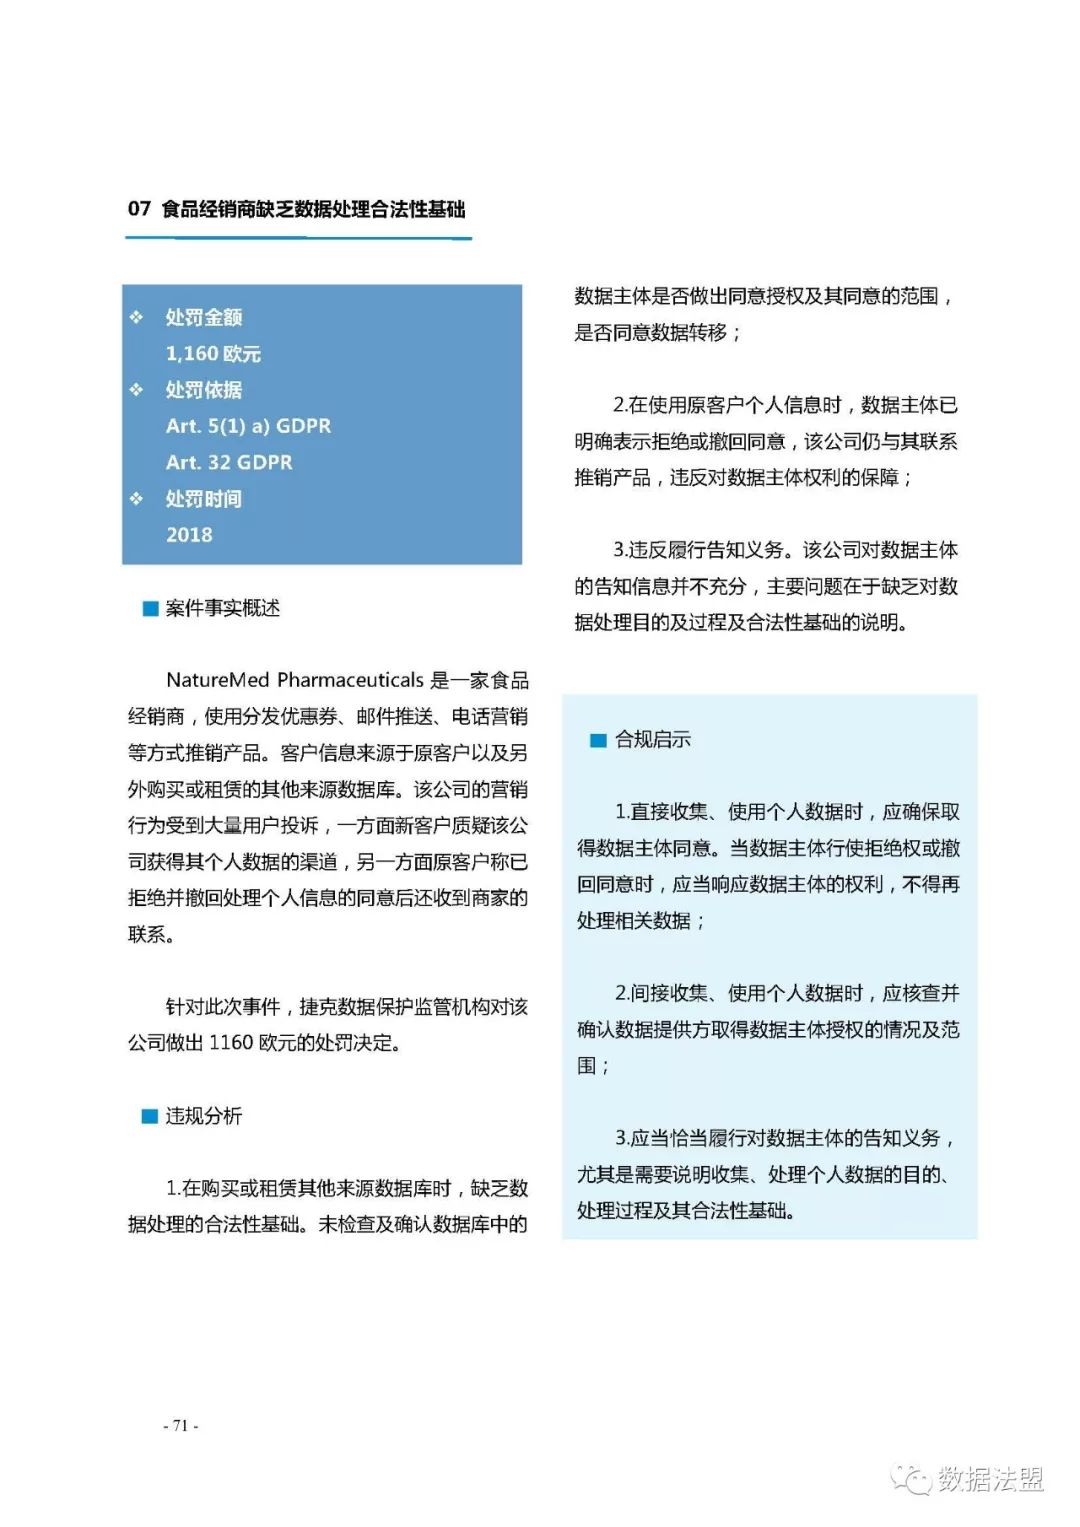 07 食品经销商缺乏数据处理合法性基础
❖ 处罚金额
1,160 欧元
❖ 处罚依据
Art. 5(1) a) GDPR
Art. 32 GDPR
❖ 处罚时间
2018
■ 案件事实概述
NatureMed Pharmaceuticals 是一家食品
经销商，使用分发优惠券、邮件推送、电话营销
等方式推销产品。客户信息来源于原客户以及另
外购买或租赁的其他来源数据库。该公司的营销
行为受到大量用户投诉，一方面新客户质疑该公
司获得其个人数据的渠道，另一方面原客户称已
拒绝并撤回处理个人信息的同意后还收到商家的
联系。
针对此次事件，捷克数据保护监管机构对该
公司做出 1160 欧元的处罚决定。
■ 违规分析
1.在购买或租赁其他来源数据库时，缺乏数
据处理的合法性基础。未检查及确认数据库中的
数据主体是否做出同意授权及其同意的范围，
是否同意数据转移；
2.在使用原客户个人信息时，数据主体已
明确表示拒绝或撤回同意，该公司仍与其联系
推销产品，违反对数据主体权利的保障；
3.违反履行告知义务。该公司对数据主体
的告知信息并不充分，主要问题在于缺乏对数
据处理目的及过程及合法性基础的说明。
■ 合规启示
1.直接收集、使用个人数据时，应确保取
得数据主体同意。当数据主体行使拒绝权或撤
回同意时，应当响应数据主体的权利，不得再
处理相关数据；
2.间接收集、使用个人数据时，应核查并
确认数据提供方取得数据主体授权的情况及范
围；
3.应当恰当履行对数据主体的告知义务，
尤其是需要说明收集、处理个人数据的目的、
处理过程及其合法性基础。
- 71 -
数据法盟